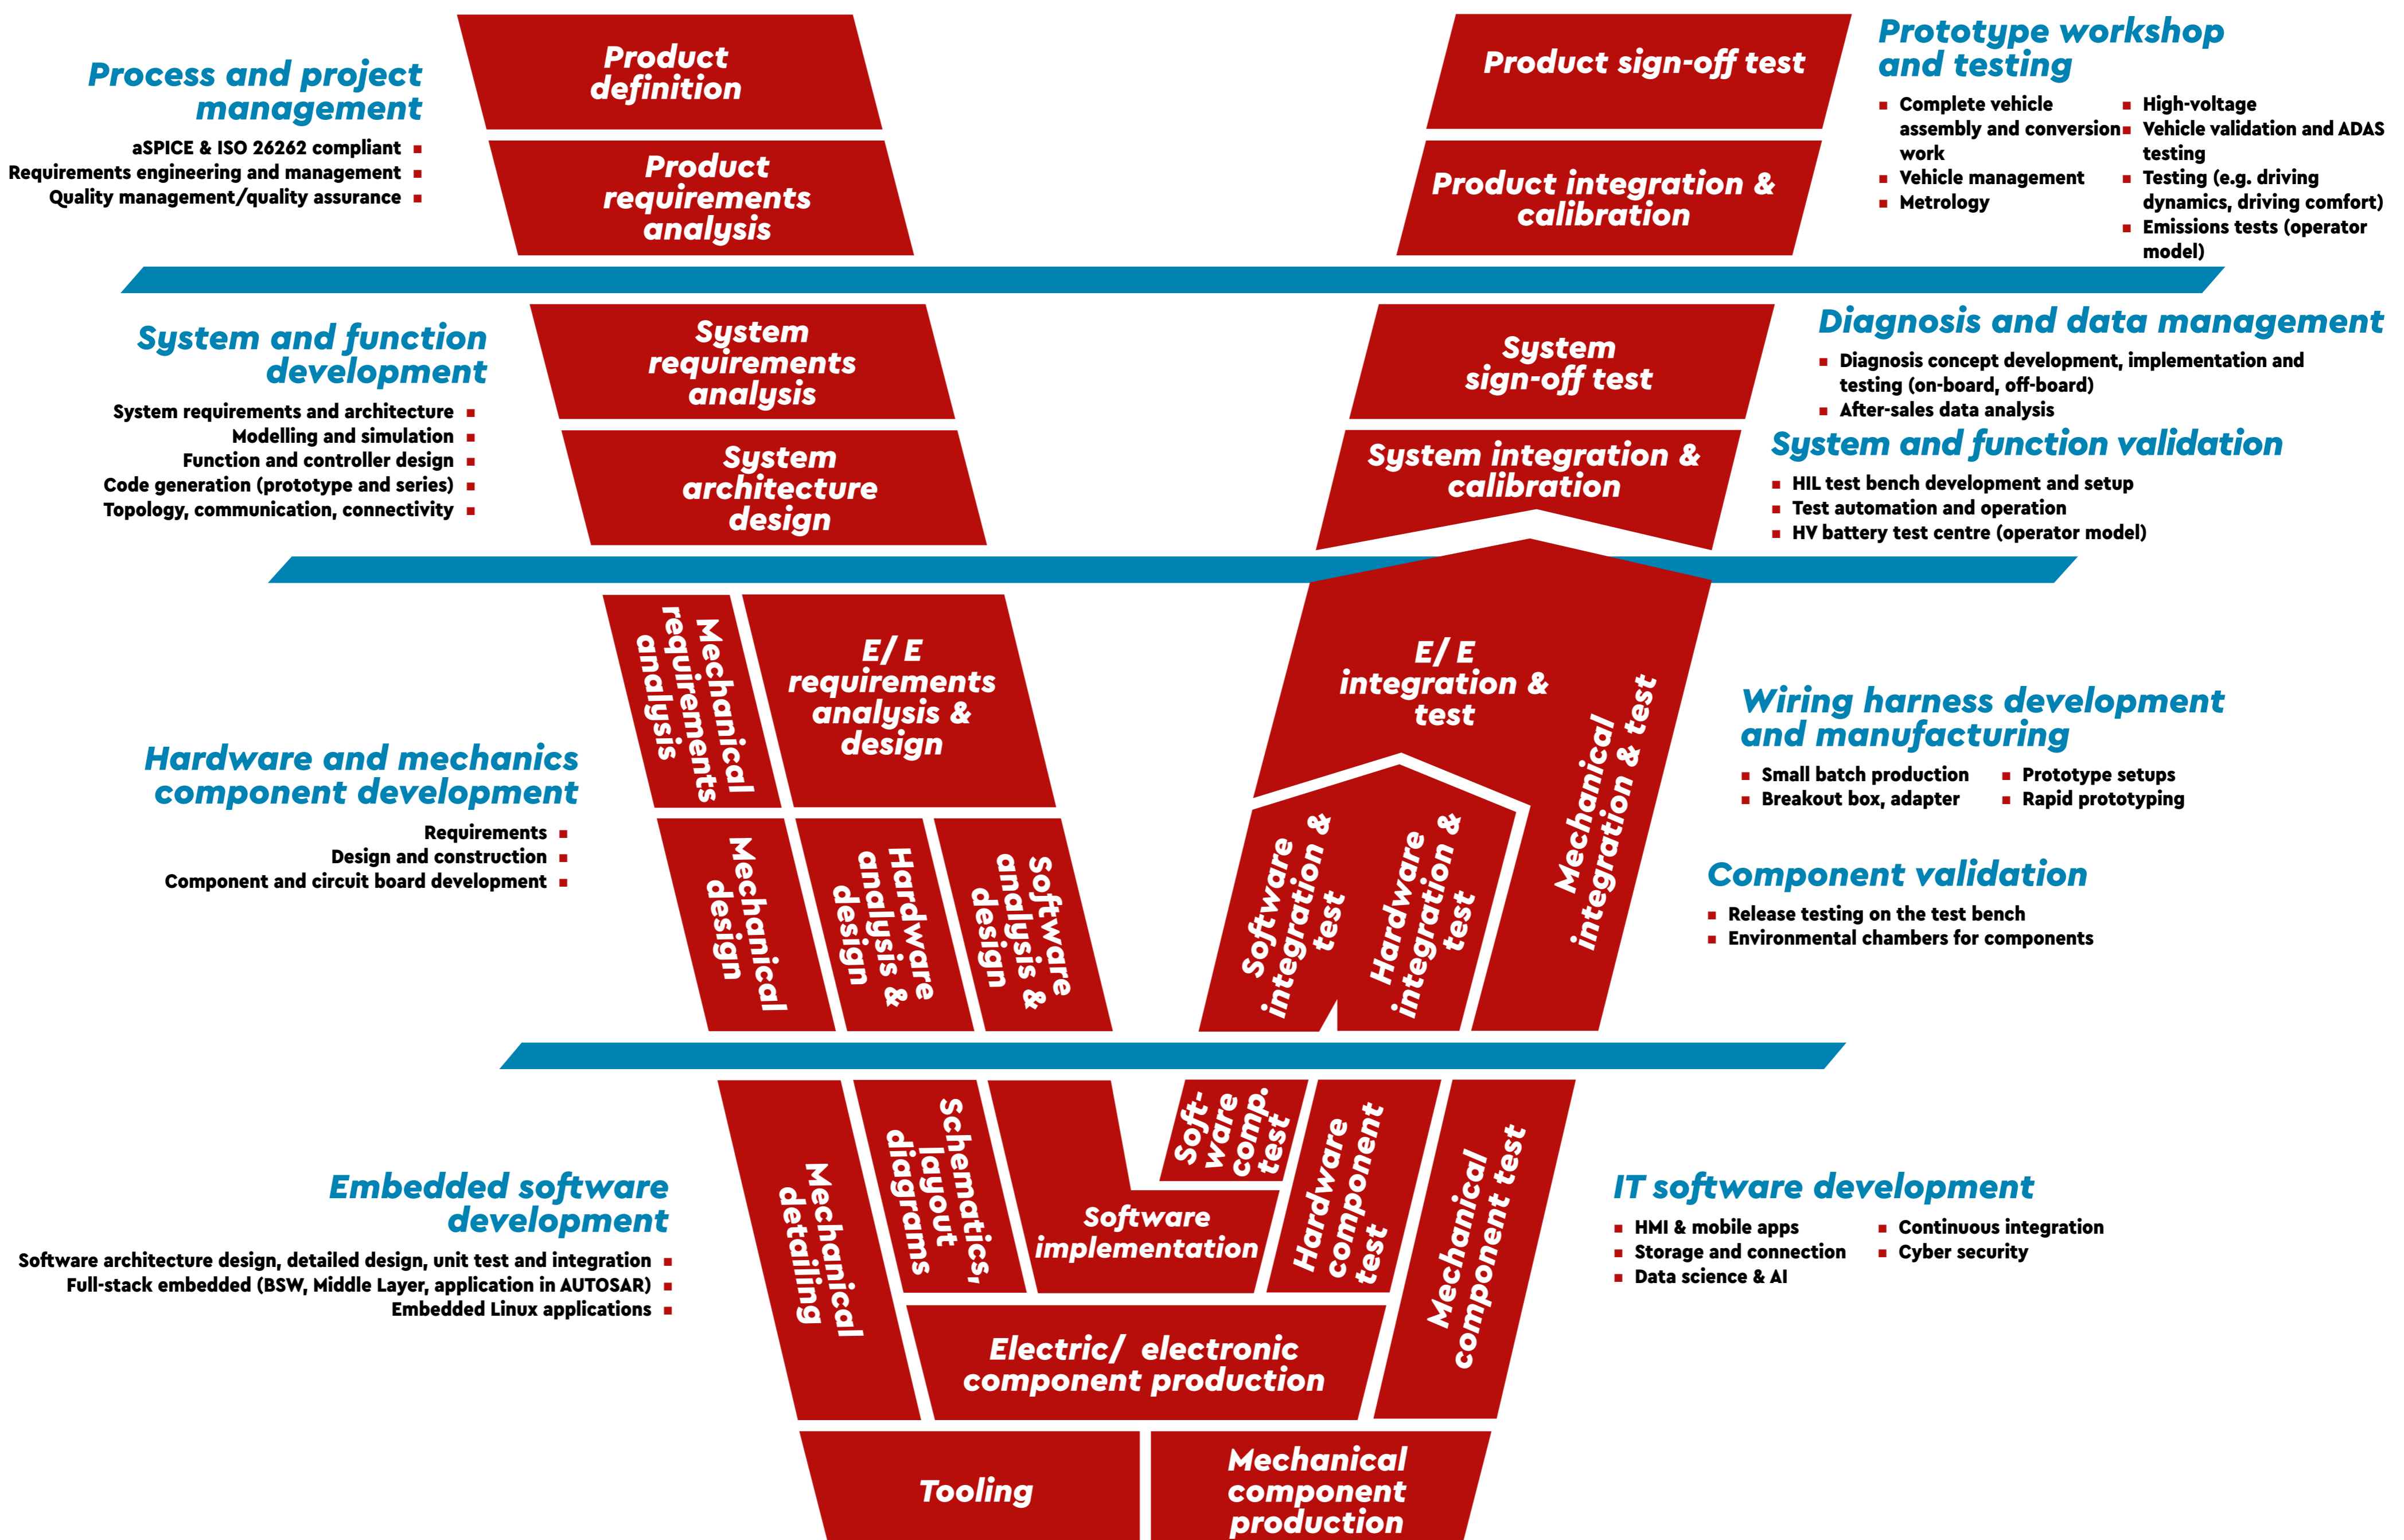 Process and project
management
aSPICE & ISO 26262 compliant
Requirements engineering and management
Quality management/quality assurance
Product
definition
Product
requirements
analysis
Product sign-off test
Product integration &
calibration
Prototype workshop
and testing
Complete vehicle
assembly and conversion
work
Vehicle management
Metrology
High-voltage
Vehicle validation and ADAS
testing
Testing (e.g. driving
dynamics, driving comfort)
Emissions tests (operator
model)
System and function
development
System requirements and architecture
Modelling and simulation
Function and controller design
Code generation (prototype and series)
Topology, communication, connectivity
System
requirements
analysis
System
architecture
design
System
sign-off test
System integration &
calibration
Diagnosis and data management
Diagnosis concept development, implementation and
testing (on-board, off-board)
After-sales data analysis
System and function validation
HIL test bench development and setup
Test automation and operation
HV battery test centre (operator model)
Hardware and mechanics
component development
Requirements
Design and construction
Component and circuit board development
Mechanical
requirements
analysis
E/ E
requirements
analysis &
design
Mechanical
design
Hardware
analysis &
design
Software
analysis &
design
E/ E
integration &
test
Software
integration &
test
Hardware
integration &
test
Mechanical
integration & test
Wiring harness development
and manufacturing
Small batch production
Breakout box, adapter
Prototype setups
Rapid prototyping
Component validation
Release testing on the test bench
Environmental chambers for components
Embedded software
development
Software architecture design, detailed design, unit test and integration
Full-stack embedded (BSW, Middle Layer, application in AUTOSAR)
Embedded Linux applications
Mechanical
detailing
Schematics,
layout
diagrams
Software
implementation
Soft-
ware
comp.
test
Hardware
component
test
Mechanical
component test
Electric/ electronic
component production
Tooling
Mechanical
component
production
IT software development
HMI & mobile apps
Storage and connection
Data science & AI
Continuous integration
Cyber security